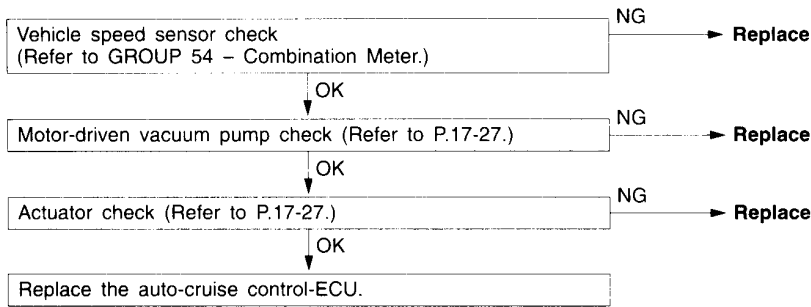 Vehicle speed sensor check
(Refer to GROUP 54 – Combination Meter.)
NG
Replace
OK
Motor-driven vacuum pump check (Refer to P.17-27.)
NG
Replace
OK
Actuator check (Refer to P.17-27.)
NG
Replace
OK
Replace the auto-cruise control-ECU.